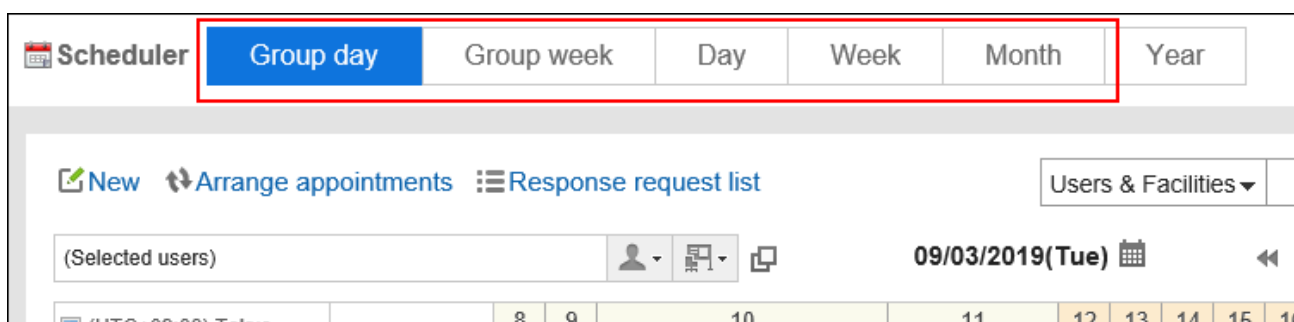 Scheduler Group day Group week Day Week Month Year
New Arrange appointments Response request list
Users & Facilities
(Selected users) 09/03/2019(Tue)
8 9 10 11 12 13 14 15